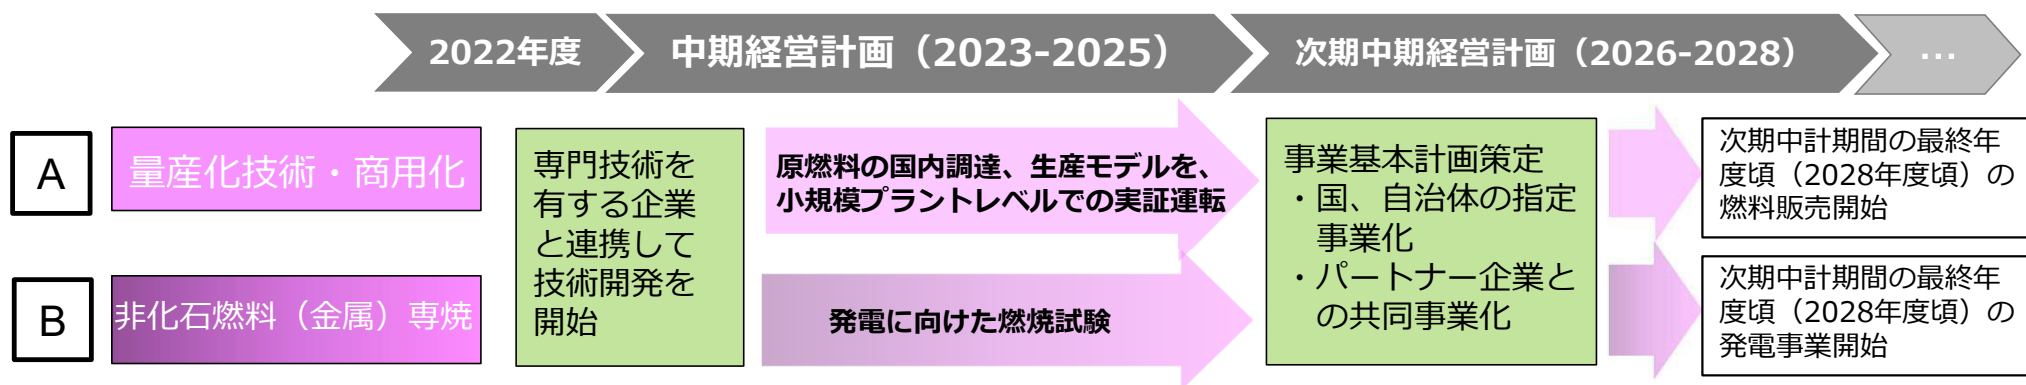 2022年度
中期経営計画（2023-2025）
次期中期経営計画（2026-2028）
...
A
量産化技術・商用化
専門技術を
有する企業
と連携して
技術開発を
開始
原燃料の国内調達、生産モデルを、
小規模プラントレベルでの実証運転
事業基本計画策定
・国、自治体の指定
事業化
・パートナー企業と
の共同事業化
次期中計期間の最終年
度頃（2028年度頃）の
燃料販売開始
B
非化石燃料（金属）専焼
発電に向けた燃焼試験
次期中計期間の最終年
度頃（2028年度頃）の
発電事業開始